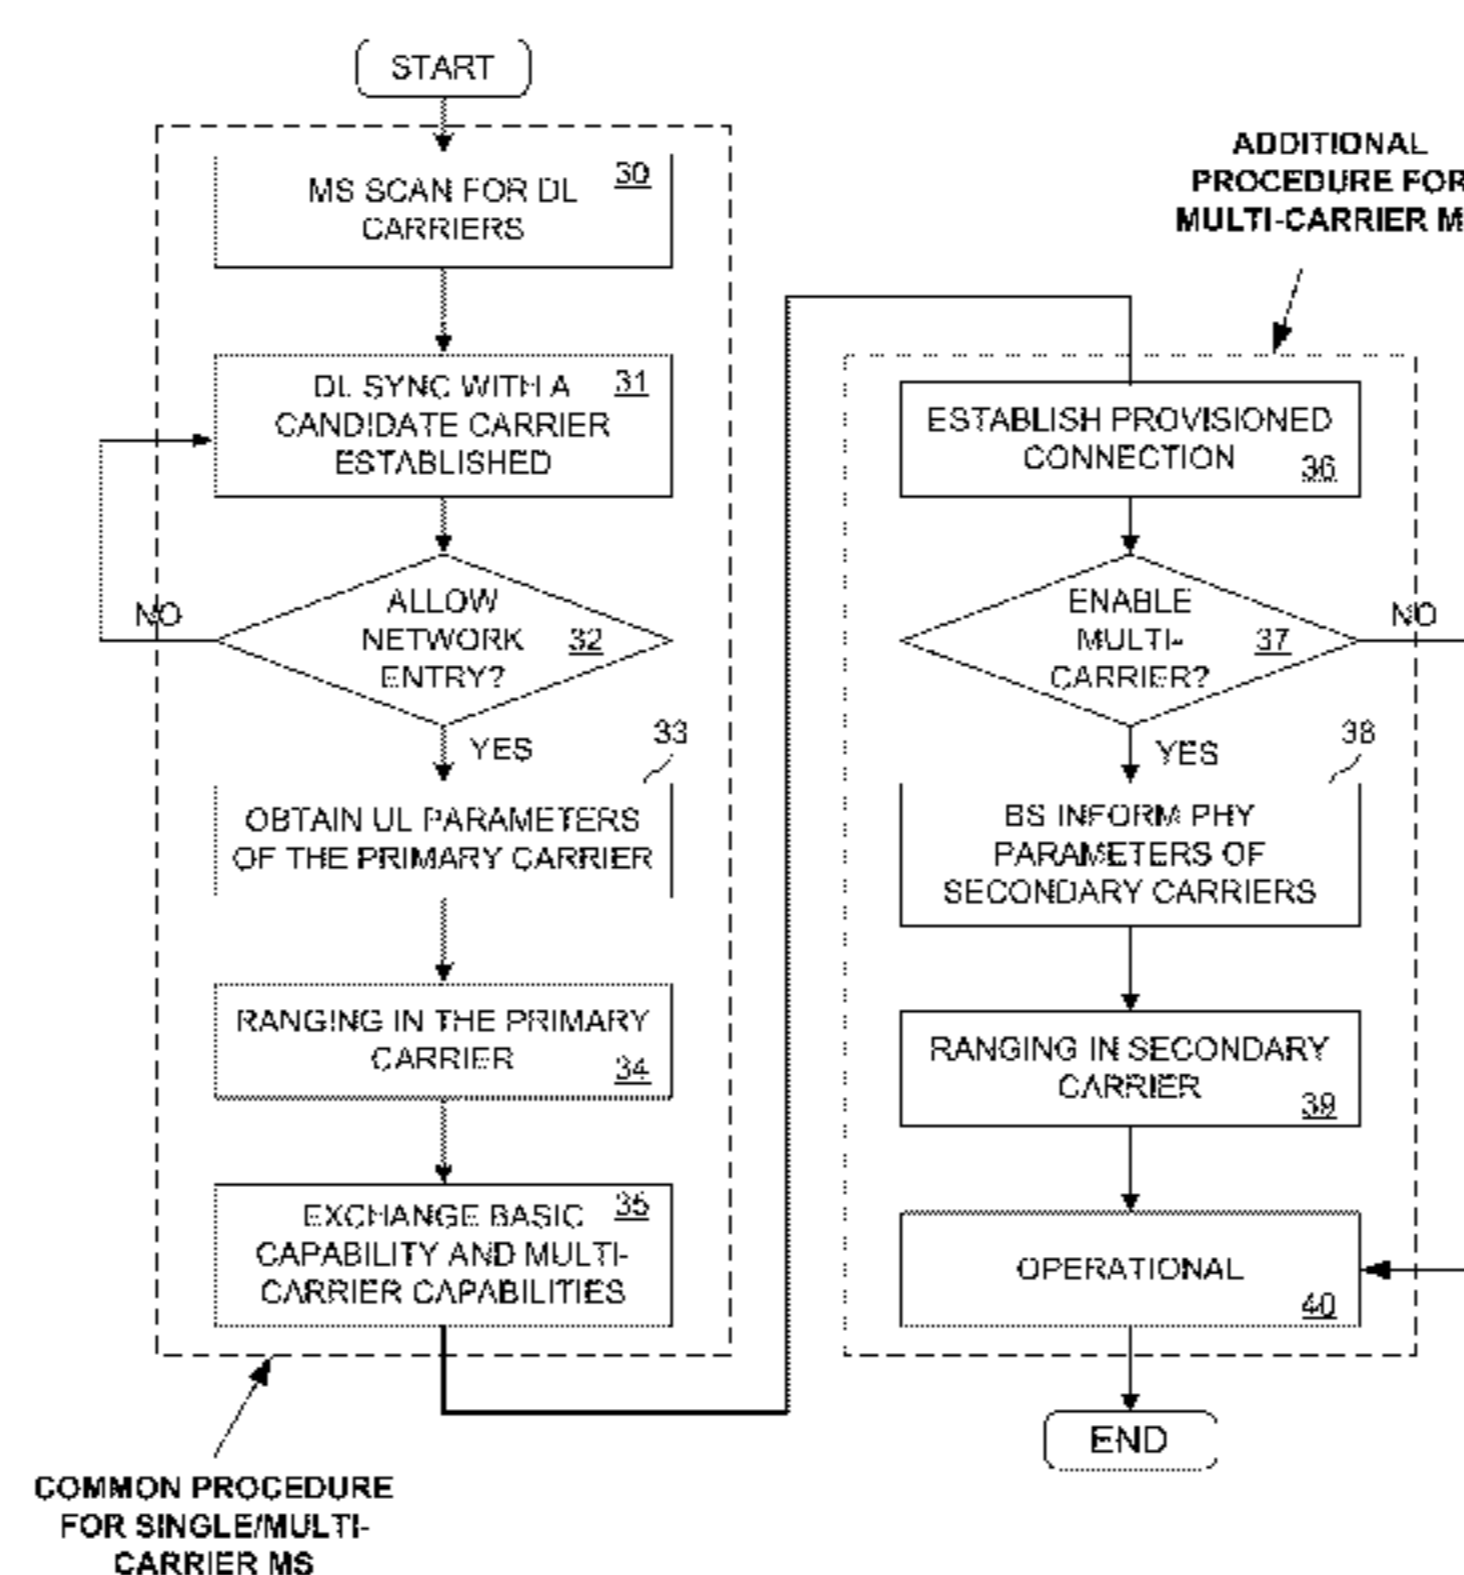 START
MS SCAN FOR DL
CARRIERS
30
DL SYNC WITH A
CANDIDATE CARRIER
ESTABLISHED
31
ALLOW
NETWORK
ENTRY?
32
NO
YES
33
OBTAIN UL PARAMETERS
OF THE PRIMARY CARRIER
RANGING IN THE PRIMARY
CARRIER
34
EXCHANGE BASIC
CAPABILITY AND MULTI-
CARRIER CAPABILITIES
35
COMMON PROCEDURE
FOR SINGLE/MULTI-
CARRIER MS
ADDITIONAL
PROCEDURE FOR
MULTI-CARRIER M
ESTABLISH PROVISIONED
CONNECTION
36
ENABLE
MULTI-
CARRIER?
37
NO
YES
38
BS INFORM PHY
PARAMETERS OF
SECONDARY CARRIERS
RANGING IN SECONDARY
CARRIER
39
OPERATIONAL
40
END